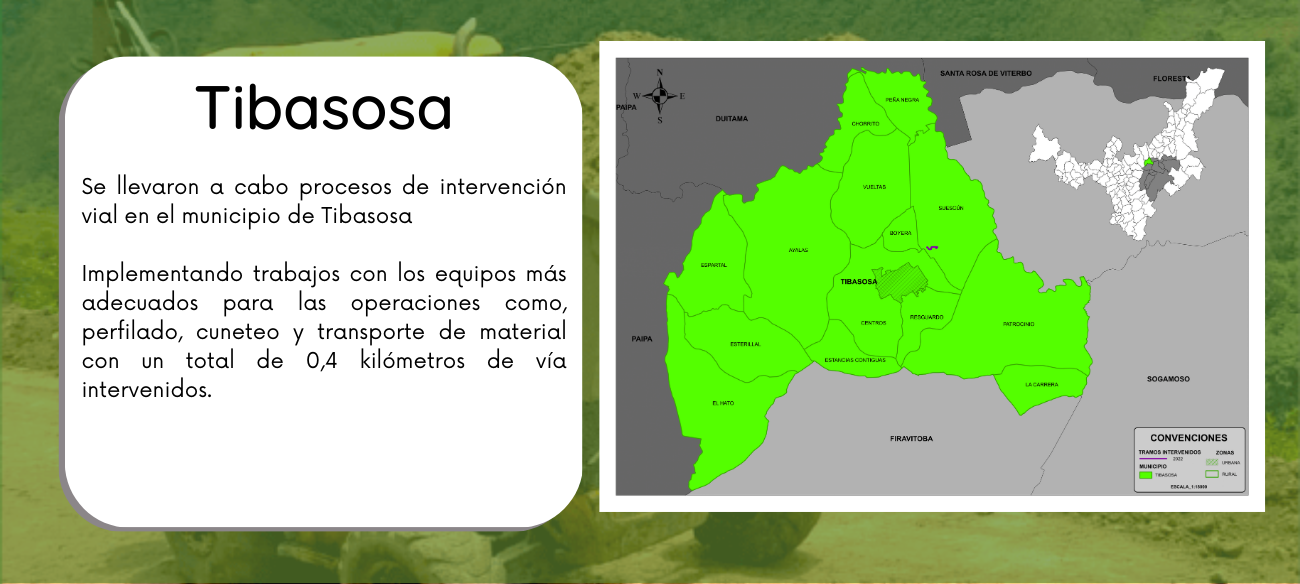 Tibasosa
Se llevaron a cabo procesos de intervención
vial en el municipio de Tibasosa
Implementando trabajos con los equipos más
adecuados para las operaciones como,
perfilado, cuneteo y transporte de material
con un total de 0,4 kilómetros de vía
intervenidos.
N
W E
S
PAIPA
DUITAMA
SANTA ROSA DE VITERBO
FLOREST
PEÑA NEGRA
CHORRITO
VUELTAS
SUESCÚN
BOYERA
AYALAS
ESPARTAL
TIBASOSA
CENTROS
RESGUARDO
PATROCINIO
PAIPA
ESTERILLAL
ESTANCIAS CONTIGUAS
LA CARRERA
SOGAMOSO
EL HATO
FIRAVITOBA
CONVENCIONES
TRAMOS INTERVENIDOS
2022
MUNICIPIO
TIBASOSA
ZONAS
URBANA
RURAL
ESCALA_1:15000